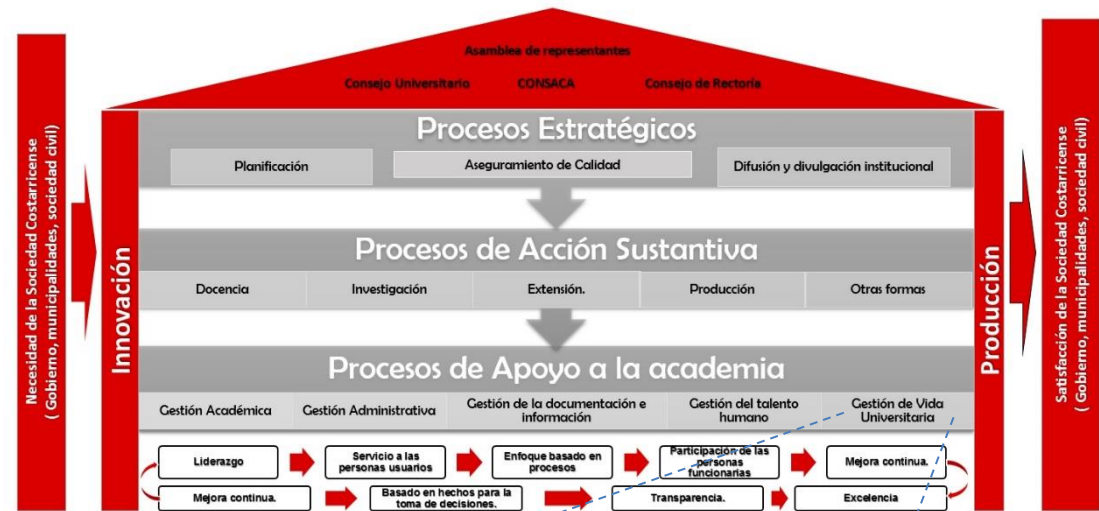 Asamblea de representantes
Consejo Universitario CONSACA Consejo de Rectoría
Necesidad de la Sociedad Costarricense
( Gobierno, municipalidades, sociedad civil)
Innovación
Procesos Estratégicos
Planificación
Aseguramiento de Calidad
Difusión y divulgación institucional
Procesos de Acción Sustantiva
Docencia
Investigación
Extensión.
Producción
Otras formas
Procesos de Apoyo a la academia
Gestión Académica
Gestión Administrativa
Gestión de la documentación e
información
Gestión del talento
humano
Gestión de Vida
Universitaria
Liderazgo
Servicio a las
personas usuarios
Enfoque basado en
procesos
Participación de las
personas
funcionarias
Mejora continua.
Mejora continua.
Basado en hechos para la
toma de decisiones.
Transparencia.
Excelencia
Producción
Satisfacción de la Sociedad Costarricense
( Gobierno, municipalidades, sociedad civil)